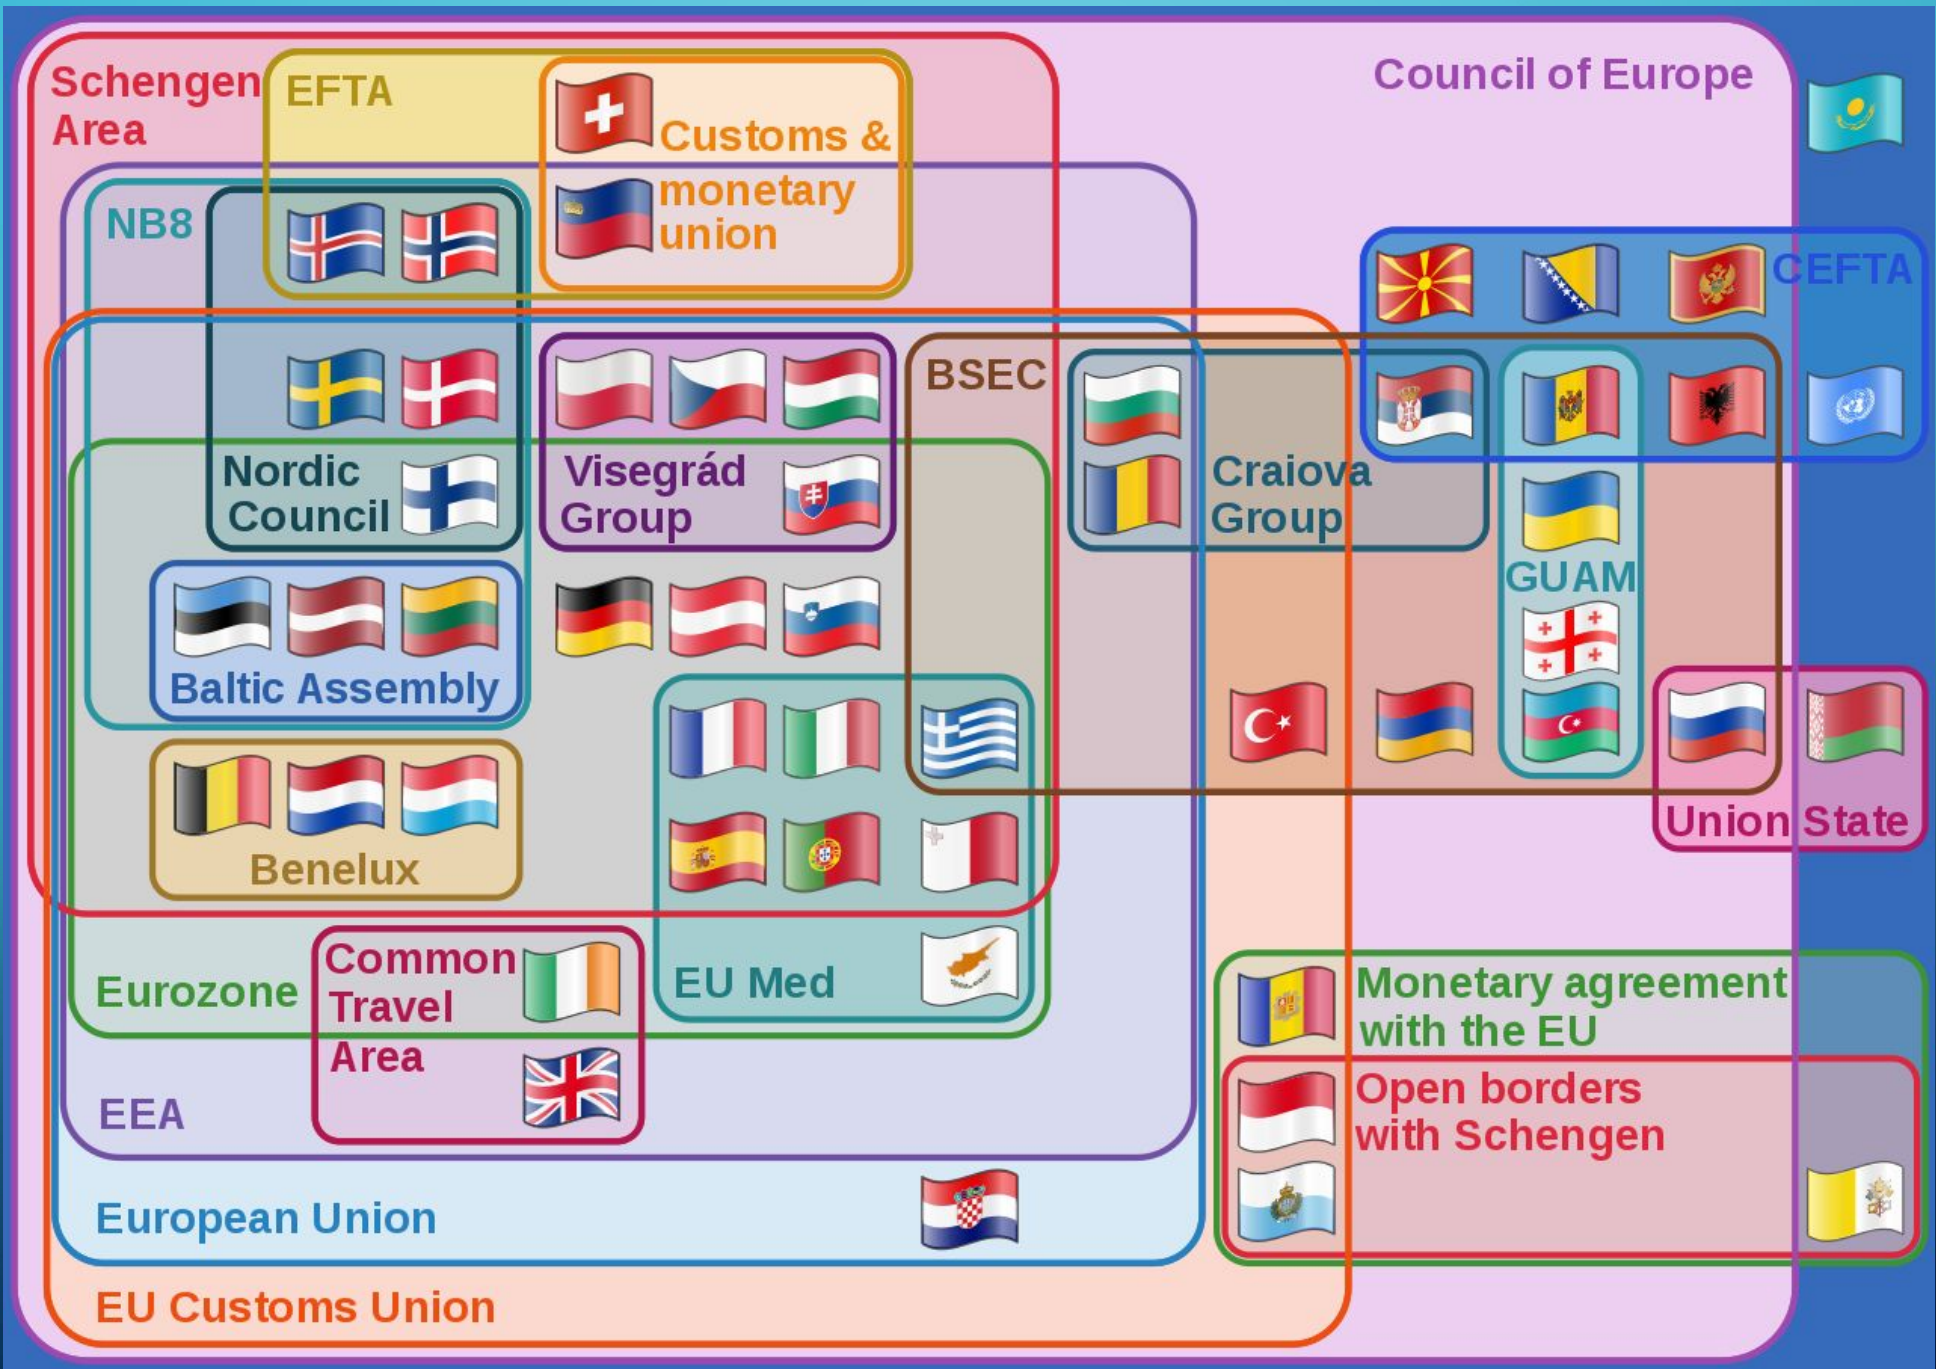 Schengen
Area
EFTA
Customs &
monetary
union
Council of Europe
NB8
CEFTA
BSEC
Nordic
Council
Visegrád
Group
Craiova
Group
GUAM
Baltic Assembly
Benelux
Union State
Eurozone
Common
Travel
Area
EU Med
Monetary agreement
with the EU
Open borders
with Schengen
EEA
European Union
EU Customs Union